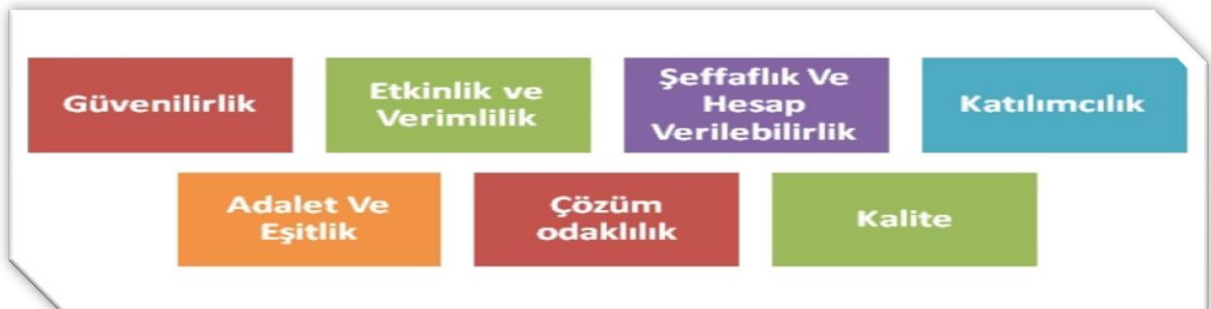 Güvenilirlik
Etkinlik ve
Verimlilik
Şeffaflık Ve
Hesap
Verilebilirlik
Katılımcılık
Adalet Ve
Eşitlik
Çözüm
odaklılık
Kalite